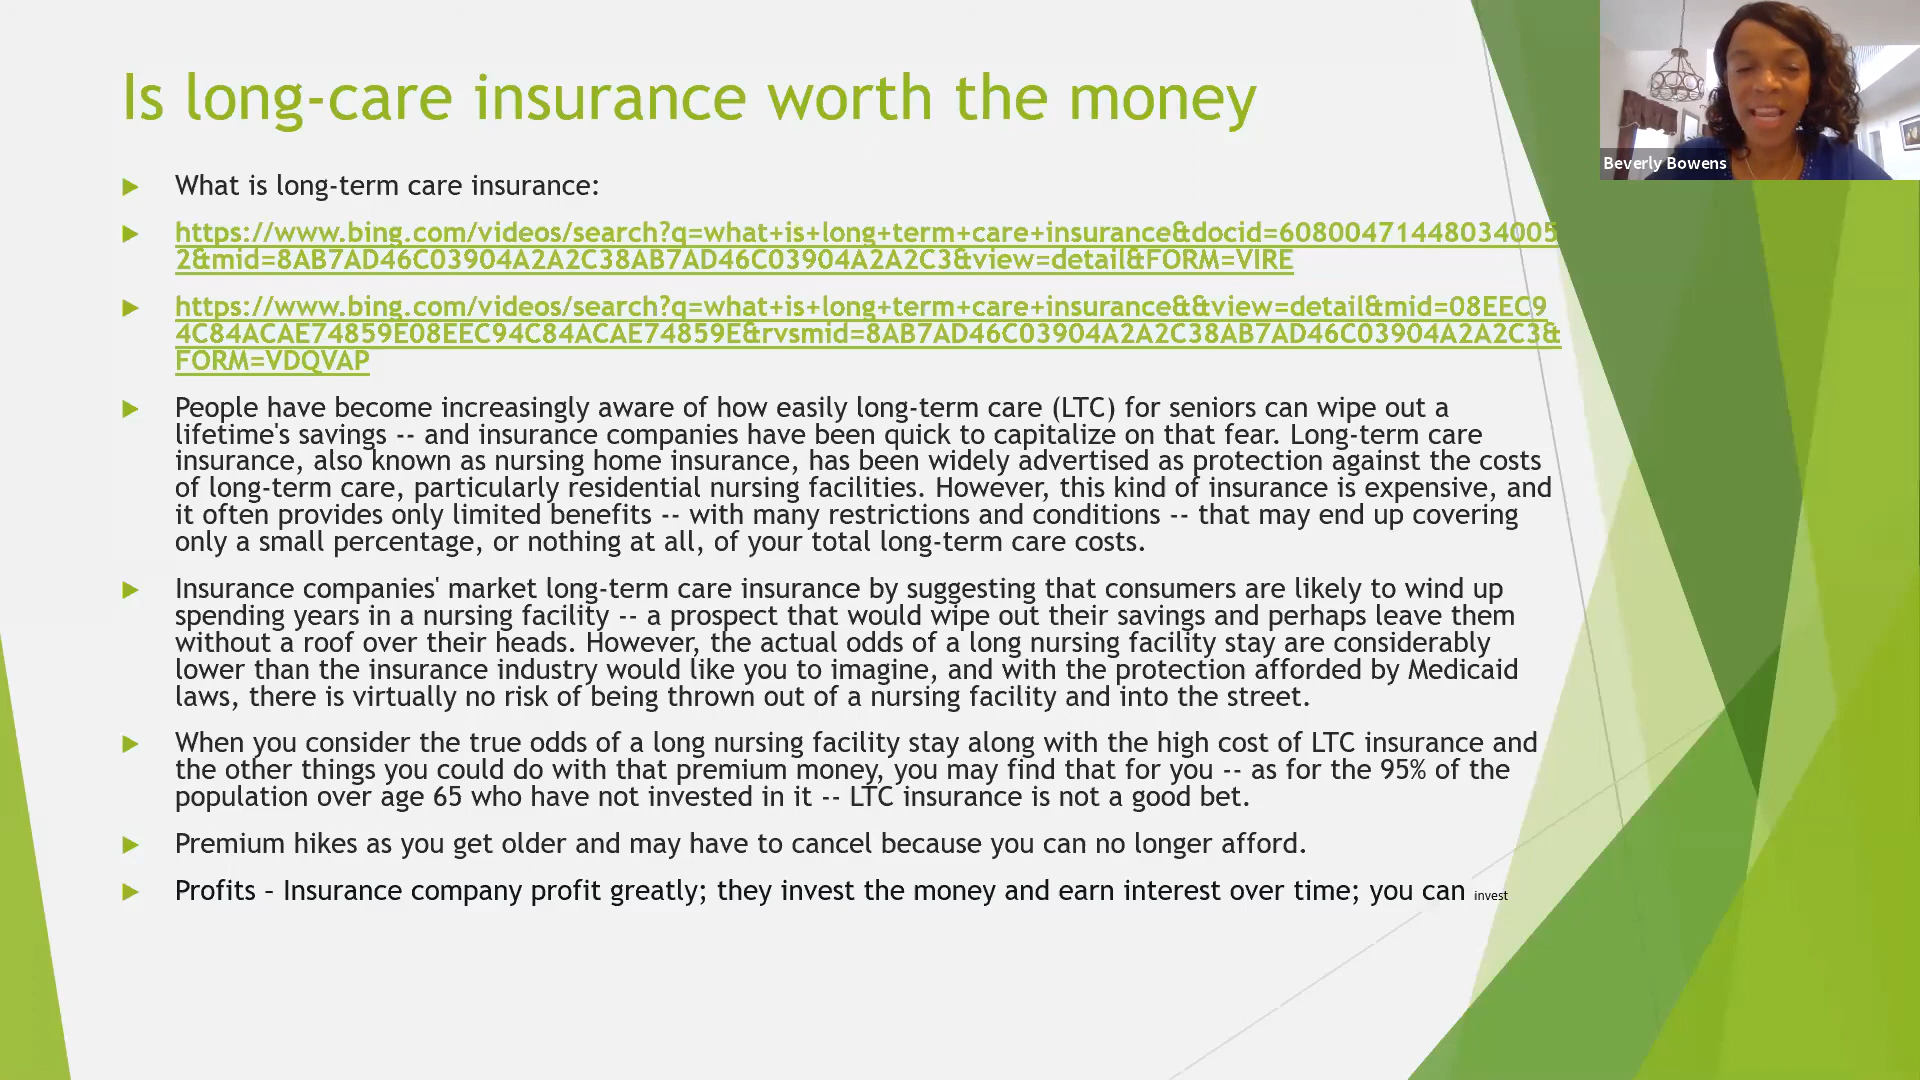 Is long-care insurance worth the money
Beverly Bowens
What is long-term care insurance:
https://www.bing.com/videos/search?q=what+is+long+term+care+insurance&docid=60800471448034005
2&mid=8AB7AD46C03904A2A2C38AB7AD46C03904A2A2C3&view=detail&FORM=VIRE
https://www.bing.com/videos/search?q=what+is+long+term+care+insurance&&view=detail&mid=08EEC9
4C84ACAE74859E08EEC94C84ACAE74859E&rvsmid=8AB7AD46C03904A2A2C38AB7AD46C03904A2A2C3&
FORM=VDQVAP
People have become increasingly aware of how easily long-term care (LTC) for seniors can wipe out a
lifetime's savings -- and insurance companies have been quick to capitalize on that fear. Long-term care
insurance, also known as nursing home insurance, has been widely advertised as protection against the costs
of long-term care, particularly residential nursing facilities. However, this kind of insurance is expensive, and
it often provides only limited benefits -- with many restrictions and conditions -- that may end up covering
only a small percentage, or nothing at all, of your total long-term care costs.
Insurance companies' market long-term care insurance by suggesting that consumers are likely to wind up
spending years in a nursing facility -- a prospect that would wipe out their savings and perhaps leave them
without a roof over their heads. However, the actual odds of a long nursing facility stay are considerably
lower than the insurance industry would like you to imagine, and with the protection afforded by Medicaid
laws, there is virtually no risk of being thrown out of a nursing facility and into the street.
When you consider the true odds of a long nursing facility stay along with the high cost of LTC insurance and
the other things you could do with that premium money, you may find that for you -- as for the 95% of the
population over age 65 who have not invested in it -- LTC insurance is not a good bet.
Premium hikes as you get older and may have to cancel because you can no longer afford.
Profits – Insurance company profit greatly; they invest the money and earn interest over time; you can invest